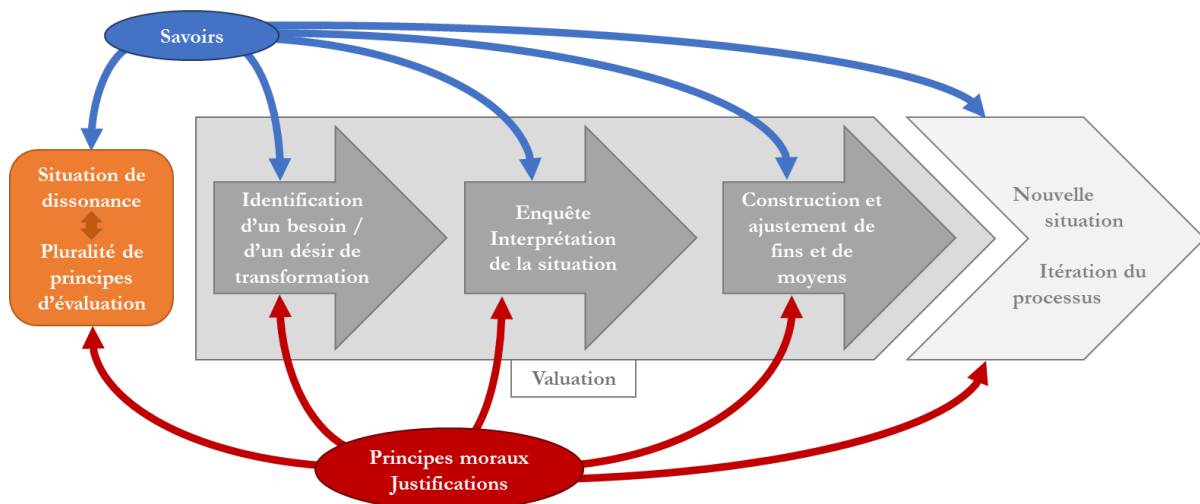 Savoirs
Situation de
dissonance
Pluralité de
principes
d’évaluation
Identification
d’un besoin /
d’un désir de
transformation
Enquête
Interprétation
de la situation
Construction et
ajustement de
fins et de
moyens
Nouvelle
situation
Itération du
processus
Valuation
Principes moraux
Justifications